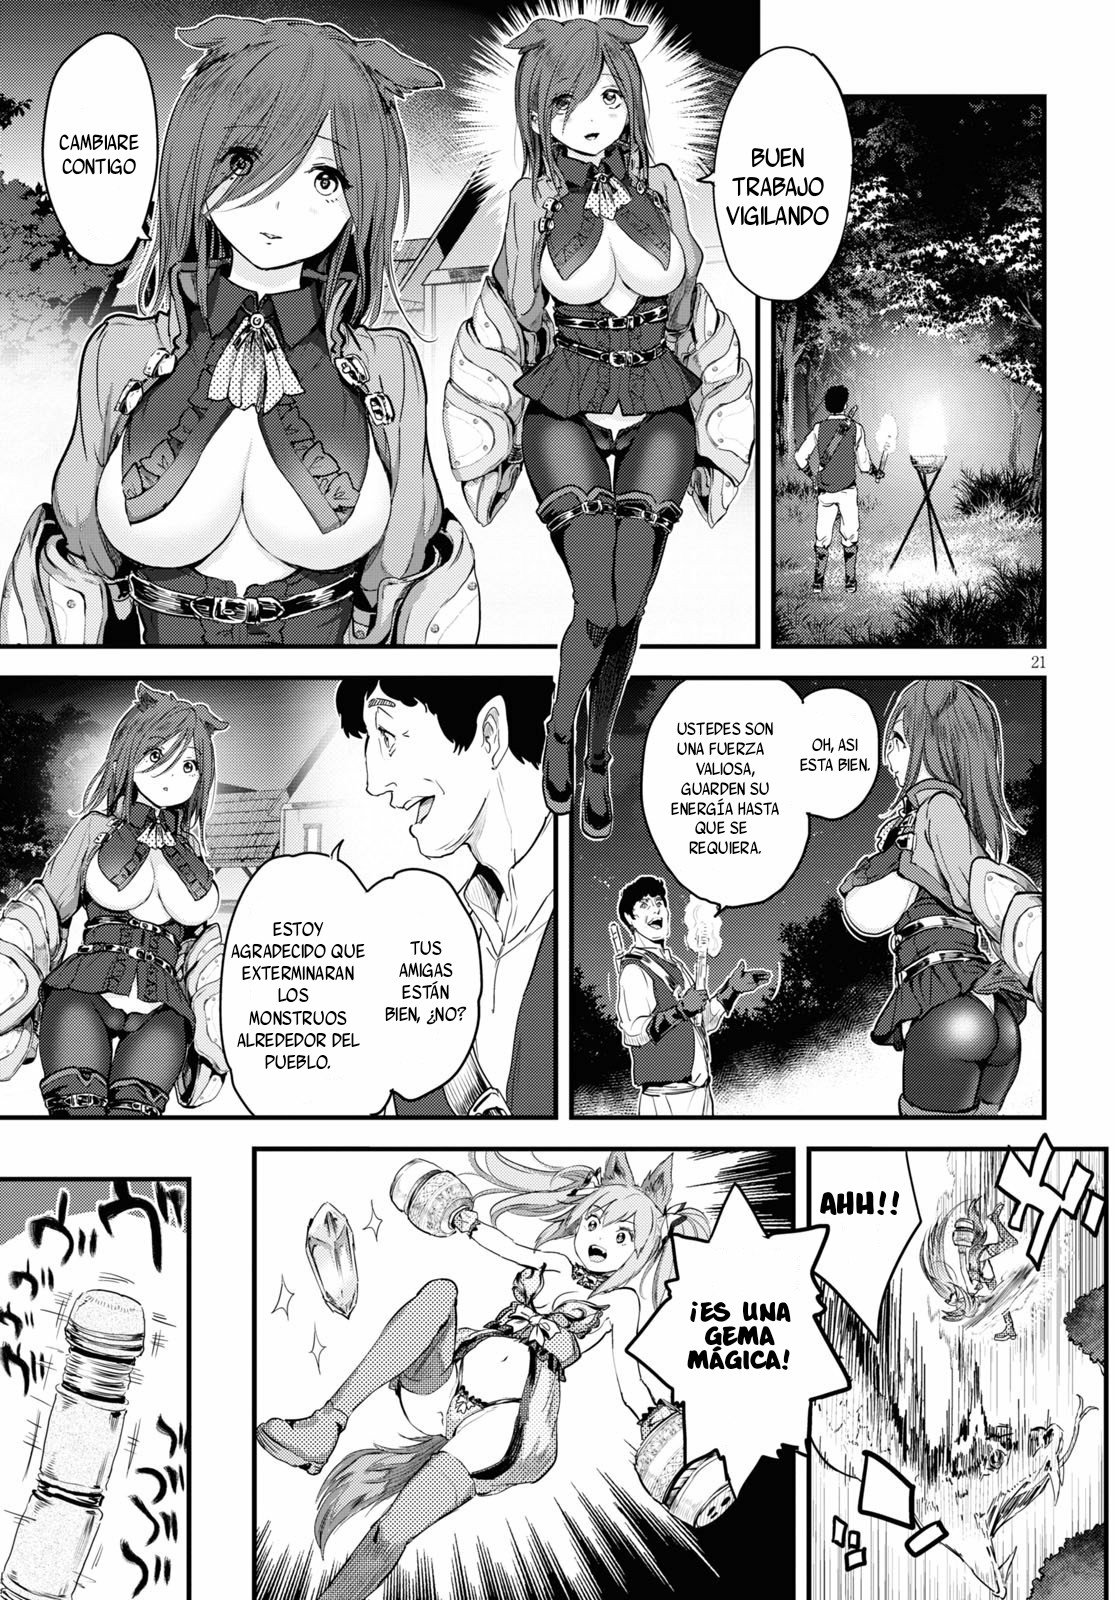 BUEN
TRABAJO
VIGILANDO
CAMBIARE
CONTIGO
21
OH, ASI
ESTA BIEN.
USTEDES SON
UNA FUERZA
VALIOSA,
GUARDEN SU
ENERGÍA HASTA
QUE SE
REQUIERA.
TUS
AMIGAS
ESTÁN
BIEN, ¿NO?
ESTOY
AGRADECIDO QUE
EXTERMINARAN
LOS
MONSTRUOS
ALREDEDOR DEL
PUEBLO.
AHH!!
¡ES UNA
GEMA
MÁGICA!